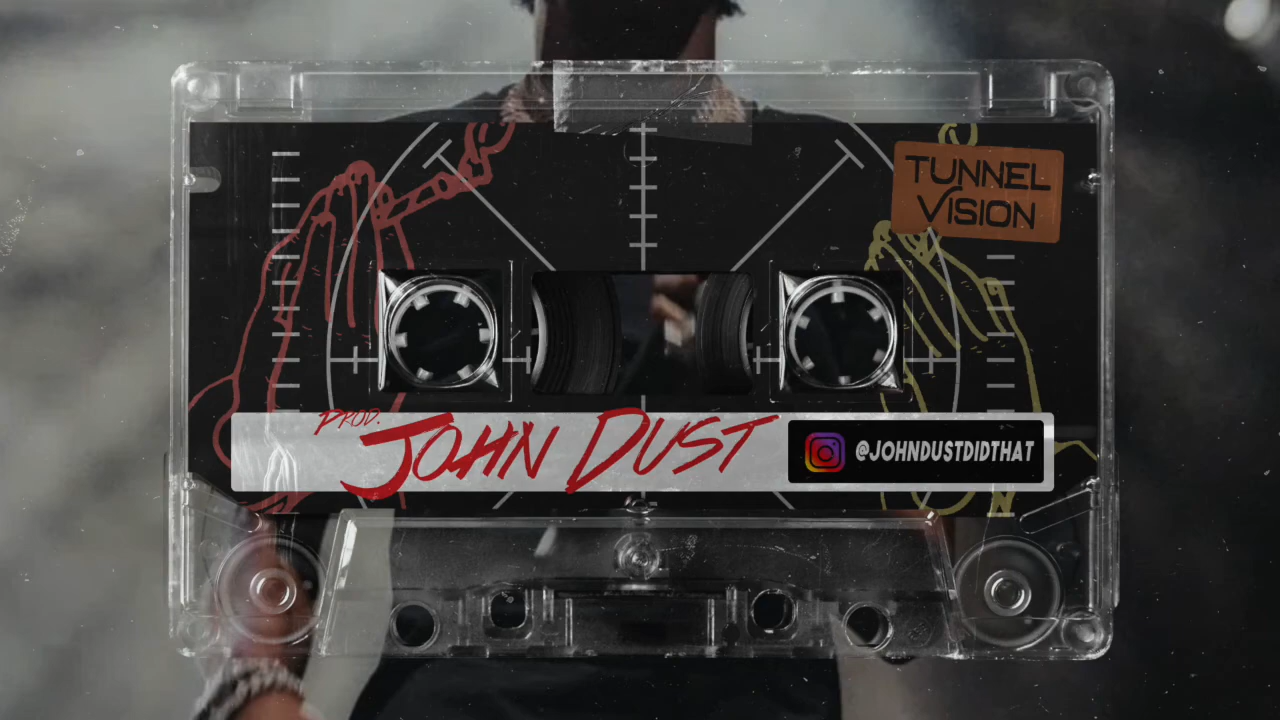 TUNNEL
VISION
PROD.
JOHN DUST
@JOHNDUSTDIDTHAT